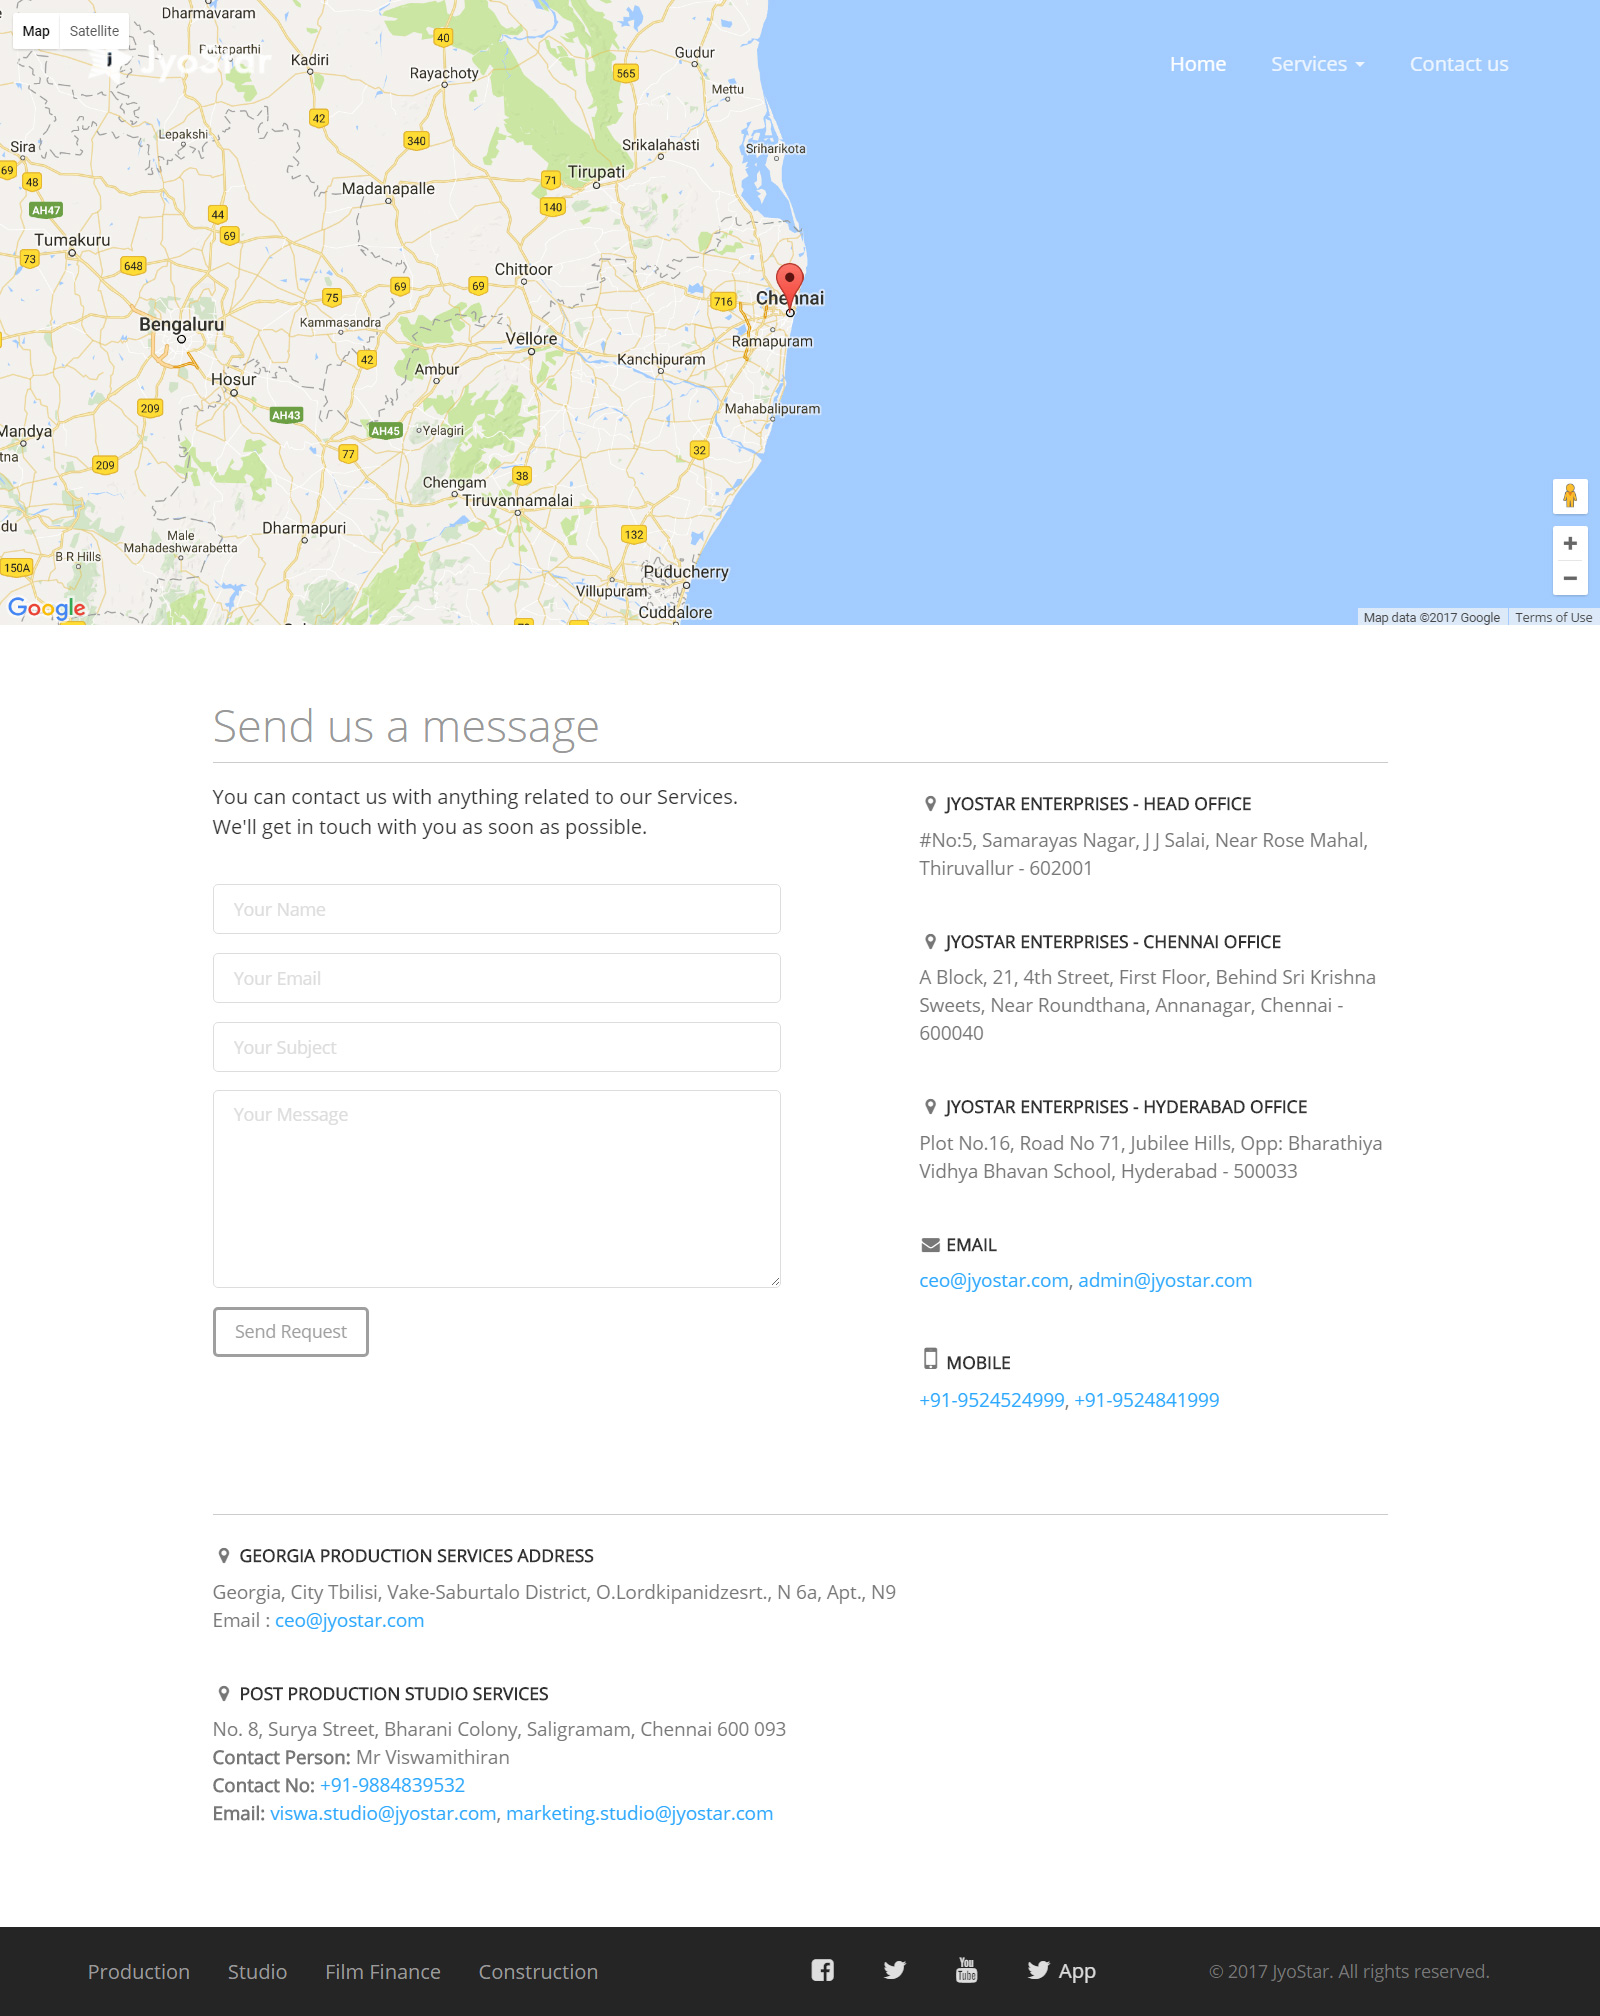 Dharmavaram
Map
Satellite
JyoStar
Puttaparthi
Kadiri
40
Rayachoty
565
Gudur
Mettu
Home
Services
Contact us
42
340
Lepakshi
Sira
Srikalahasti
Sriharikota
69
48
71
Tirupati
Madanapalle
AH47
44
140
69
Tumakuru
73
648
Chittoor
75
69
69
716
Chennai
Bengaluru
Kammasandra
Vellore
Ramapuram
42
Kanchipuram
Ambur
Hosur
209
AH43
Mahabalipuram
Mandya
AH45
Yelagiri
77
32
209
38
Chengam
Tiruvannamalai
Dharmapuri
132
Male
Mahadeshwarabetta
B R Hills
150A
Puducherry
Villupuram
Cuddalore
Google
Map data ©2017 Google
Terms of Use
Send us a message
You can contact us with anything related to our Services.
We'll get in touch with you as soon as possible.
Your Name
Your Email
Your Subject
Your Message
Send Request
JYOSTAR ENTERPRISES - HEAD OFFICE
#No:5, Samarayas Nagar, J J Salai, Near Rose Mahal,
Thiruvallur - 602001
JYOSTAR ENTERPRISES - CHENNAI OFFICE
A Block, 21, 4th Street, First Floor, Behind Sri Krishna
Sweets, Near Roundthana, Annanagar, Chennai -
600040
JYOSTAR ENTERPRISES - HYDERABAD OFFICE
Plot No.16, Road No 71, Jubilee Hills, Opp: Bharathiya
Vidhya Bhavan School, Hyderabad - 500033
EMAIL
ceo@jyostar.com, admin@jyostar.com
MOBILE
+91-9524524999, +91-9524841999
GEORGIA PRODUCTION SERVICES ADDRESS
Georgia, City Tbilisi, Vake-Saburtalo District, O.Lordkipanidzesrt., N 6a, Apt., N9
Email : ceo@jyostar.com
POST PRODUCTION STUDIO SERVICES
No. 8, Surya Street, Bharani Colony, Saligramam, Chennai 600 093
Contact Person: Mr Viswamithiran
Contact No: +91-9884839532
Email: viswa.studio@jyostar.com, marketing.studio@jyostar.com
Production
Studio
Film Finance
Construction
You
Tube
App
© 2017 JyoStar. All rights reserved.